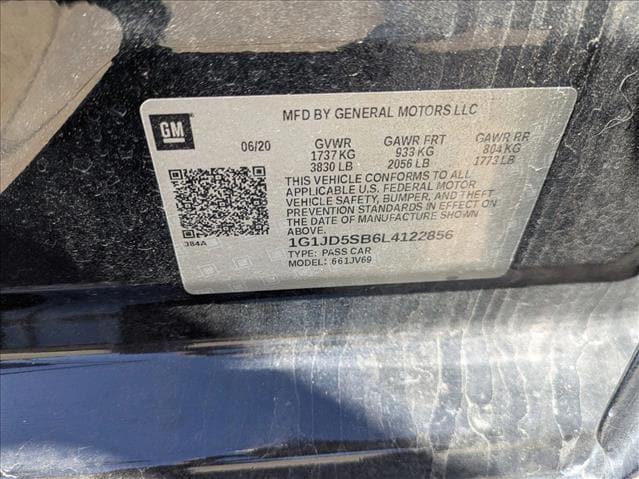 GM
MFD BY GENERAL MOTORS LLC
06/20 GVWR GAWR FRT GAWR RR
1737 KG 933 KG 804 KG
3830 LB 2056 LB 1773 LB
THIS VEHICLE CONFORMS TO ALL
APPLICABLE U.S. FEDERAL MOTOR
VEHICLE SAFETY, BUMPER, AND THEFT
PREVENTION STANDARDS IN EFFECT ON
THE DATE OF MANUFACTURE SHOWN
ABOVE.
384A
1G1JD5SB6L4122856
TYPE: PASS CAR
MODEL: 661JV69